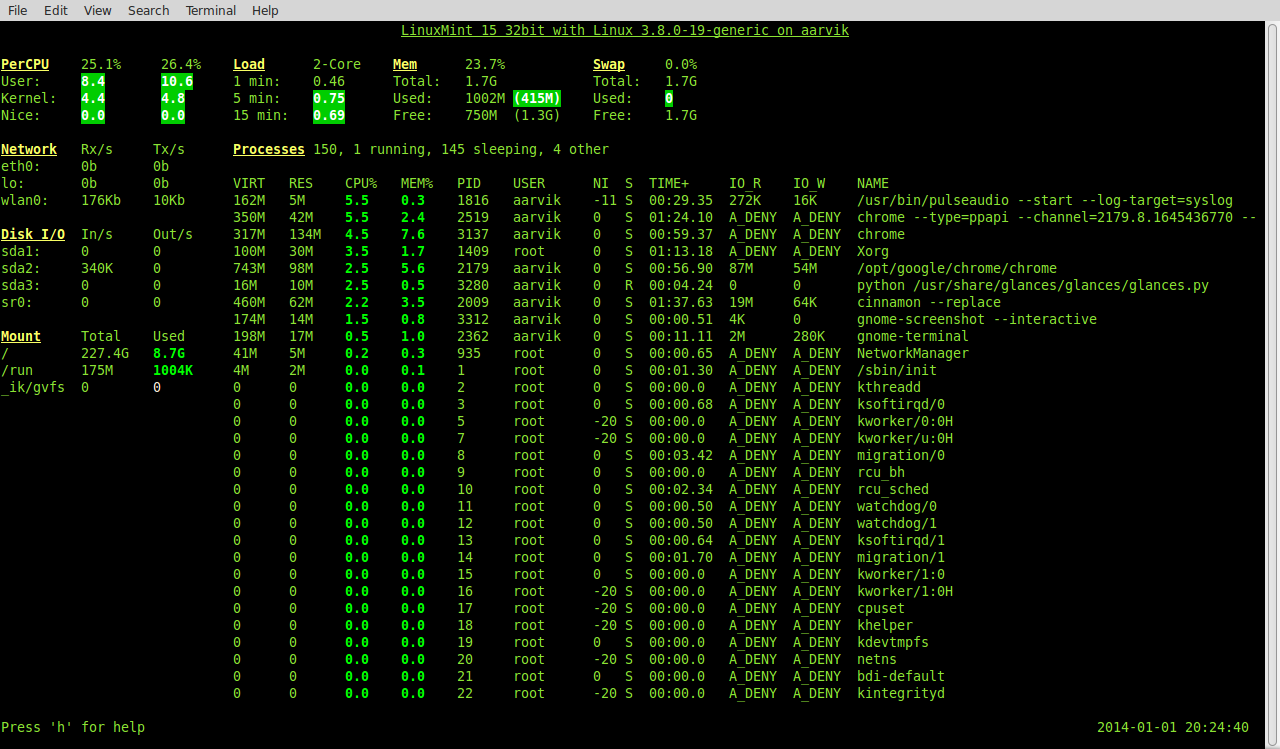 File Edit View Search Terminal Help
LinuxMint 15 32bit with Linux 3.8.0-19-generic on aarvik
PerCPU 25.1% 26.4% Load 2-Core Mem 23.7% Swap 0.0%
User: 8.4 10.6 1 min: 0.46 Total: 1.7G Total: 1.7G
Kernel: 4.4 4.8 5 min: 0.75 Used: 1002M (415M) Used: 0
Nice: 0.0 0.0 15 min: 0.69 Free: 750M (1.3G) Free: 1.7G
Network Rx/s Tx/s Processes 150, 1 running, 145 sleeping, 4 other
eth0: 0b 0b
lo: 0b 0b VIRT RES CPU% MEM% PID USER NI S TIME+ IO_R IO_W NAME
wlan0: 176Kb 10Kb 162M 5M 5.5 0.3 1816 aarvik -11 S 00:29.35 272K 16K /usr/bin/pulseaudio --start --log-target=syslog
350M 42M 5.5 2.4 2519 aarvik 0 S 01:24.10 A_DENY A_DENY chrome --type=ppapi --channel=2179.8.1645436770 --
Disk I/O In/s Out/s 317M 134M 4.5 7.6 3137 aarvik 0 S 00:59.37 A_DENY A_DENY chrome
sda1: 0 0 100M 30M 3.5 1.7 1409 root 0 S 01:13.18 A_DENY A_DENY Xorg
sda2: 340K 0 743M 98M 2.5 5.6 2179 aarvik 0 S 00:56.90 87M 54M /opt/google/chrome/chrome
sda3: 0 0 16M 10M 2.5 0.5 3280 aarvik 0 R 00:04.24 0 0 python /usr/share/glances/glances/glances.py
sr0: 0 0 460M 62M 2.2 3.5 2009 aarvik 0 S 01:37.63 19M 64K cinnamon --replace
174M 14M 1.5 0.8 3312 aarvik 0 S 00:00.51 4K 0 gnome-screenshot --interactive
Mount Total Used 198M 17M 0.5 1.0 2362 aarvik 0 S 00:11.11 2M 280K gnome-terminal
/ 227.4G 8.7G 41M 5M 0.2 0.3 935 root 0 S 00:00.65 A_DENY A_DENY NetworkManager
/run 175M 1004K 4M 2M 0.0 0.1 1 root 0 S 00:01.30 A_DENY A_DENY /sbin/init
_ik/gvfs 0 0 0 0 0.0 0.0 2 root 0 S 00:00.0 A_DENY A_DENY kthreadd
0 0 0.0 0.0 3 root 0 S 00:00.68 A_DENY A_DENY ksoftirqd/0
0 0 0.0 0.0 5 root -20 S 00:00.0 A_DENY A_DENY kworker/0:0H
0 0 0.0 0.0 7 root -20 S 00:00.0 A_DENY A_DENY kworker/u:0H
0 0 0.0 0.0 8 root 0 S 00:03.42 A_DENY A_DENY migration/0
0 0 0.0 0.0 9 root 0 S 00:00.0 A_DENY A_DENY rcu_bh
0 0 0.0 0.0 10 root 0 S 00:02.34 A_DENY A_DENY rcu_sched
0 0 0.0 0.0 11 root 0 S 00:00.50 A_DENY A_DENY watchdog/0
0 0 0.0 0.0 12 root 0 S 00:00.50 A_DENY A_DENY watchdog/1
0 0 0.0 0.0 13 root 0 S 00:00.64 A_DENY A_DENY ksoftirqd/1
0 0 0.0 0.0 14 root 0 S 00:01.70 A_DENY A_DENY migration/1
0 0 0.0 0.0 15 root 0 S 00:00.0 A_DENY A_DENY kworker/1:0
0 0 0.0 0.0 16 root -20 S 00:00.0 A_DENY A_DENY kworker/1:0H
0 0 0.0 0.0 17 root -20 S 00:00.0 A_DENY A_DENY cpuset
0 0 0.0 0.0 18 root -20 S 00:00.0 A_DENY A_DENY khelper
0 0 0.0 0.0 19 root 0 S 00:00.0 A_DENY A_DENY kdevtmpfs
0 0 0.0 0.0 20 root -20 S 00:00.0 A_DENY A_DENY netns
0 0 0.0 0.0 21 root 0 S 00:00.0 A_DENY A_DENY bdi-default
0 0 0.0 0.0 22 root -20 S 00:00.0 A_DENY A_DENY kintegrityd
Press 'h' for help 2014-01-01 20:24:40